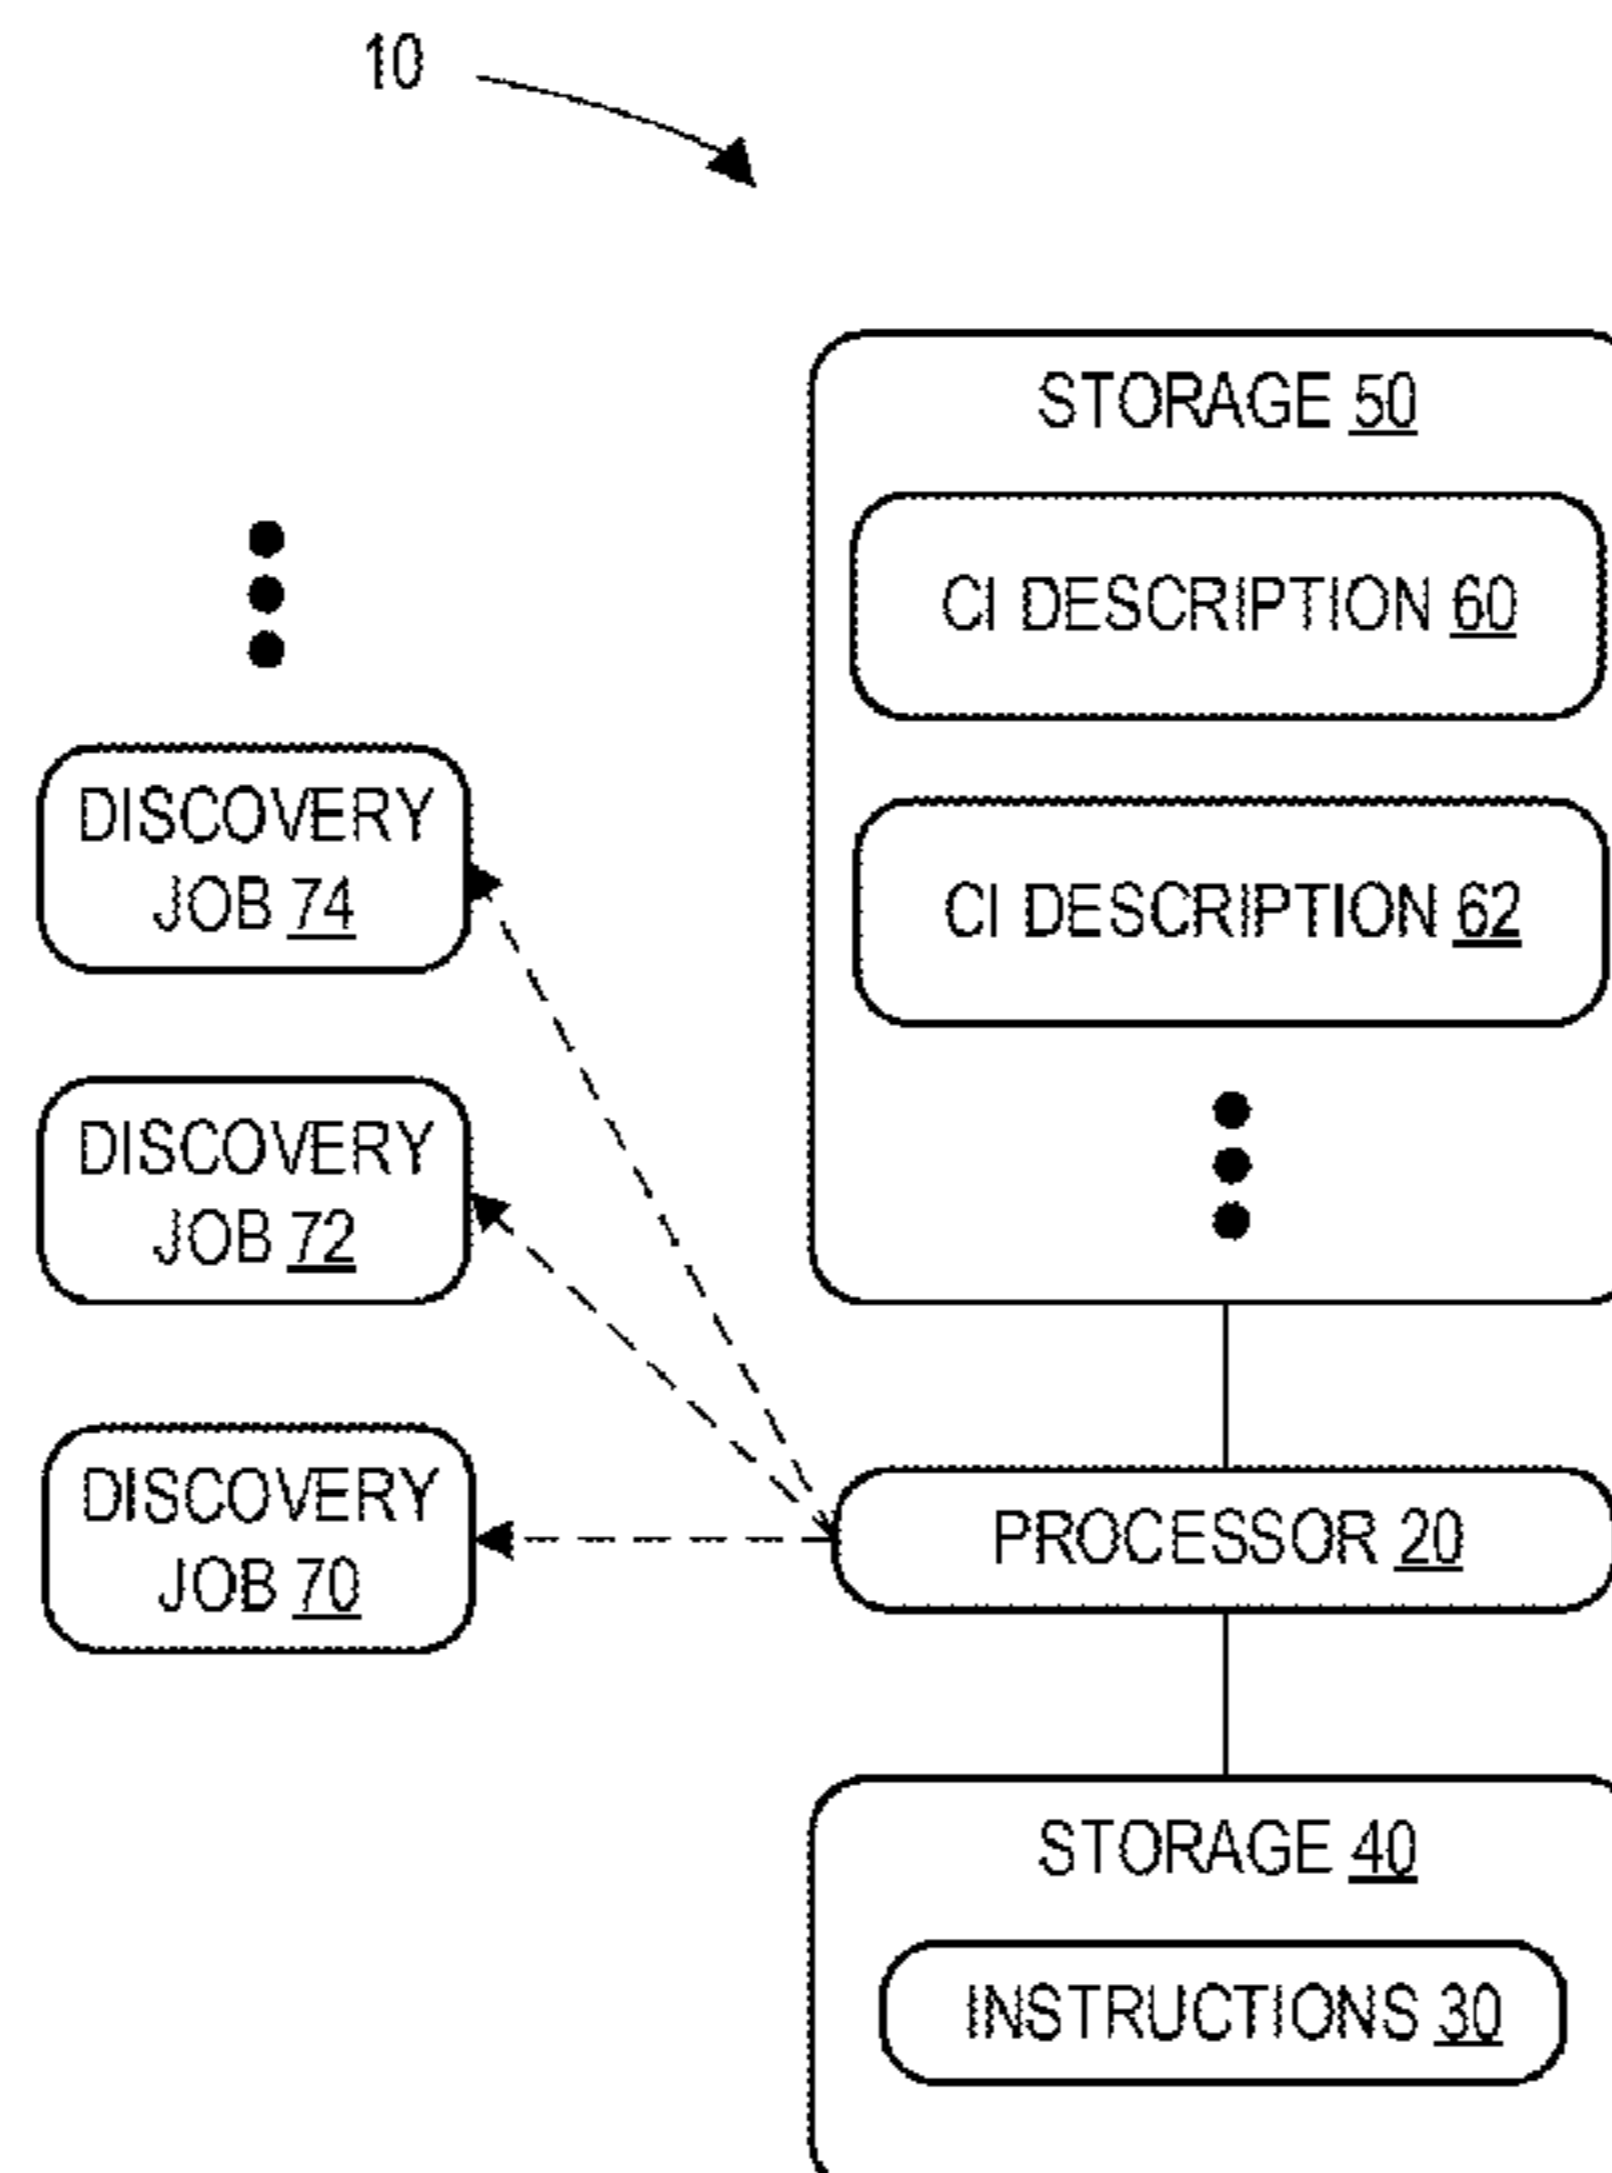 10
STORAGE 50
CI DESCRIPTION 60
CI DESCRIPTION 62
DISCOVERY
JOB 74
DISCOVERY
JOB 72
DISCOVERY
JOB 70
PROCESSOR 20
STORAGE 40
INSTRUCTIONS 30